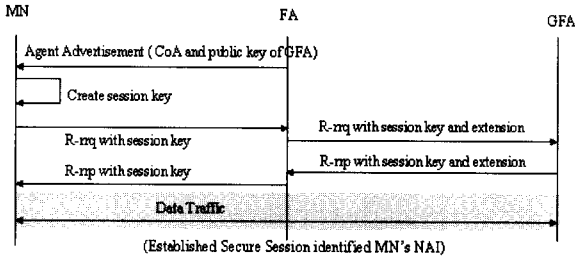 MN
FA
GFA
Agent Advertisement ( CoA and public key of GFA)
Create session key
R-rrq with session key
R-rrq with session key and extension
R-rrp with session key
R-rrp with session key and extension
Data Traffic
(Established Secure Session identified MN's NAI)